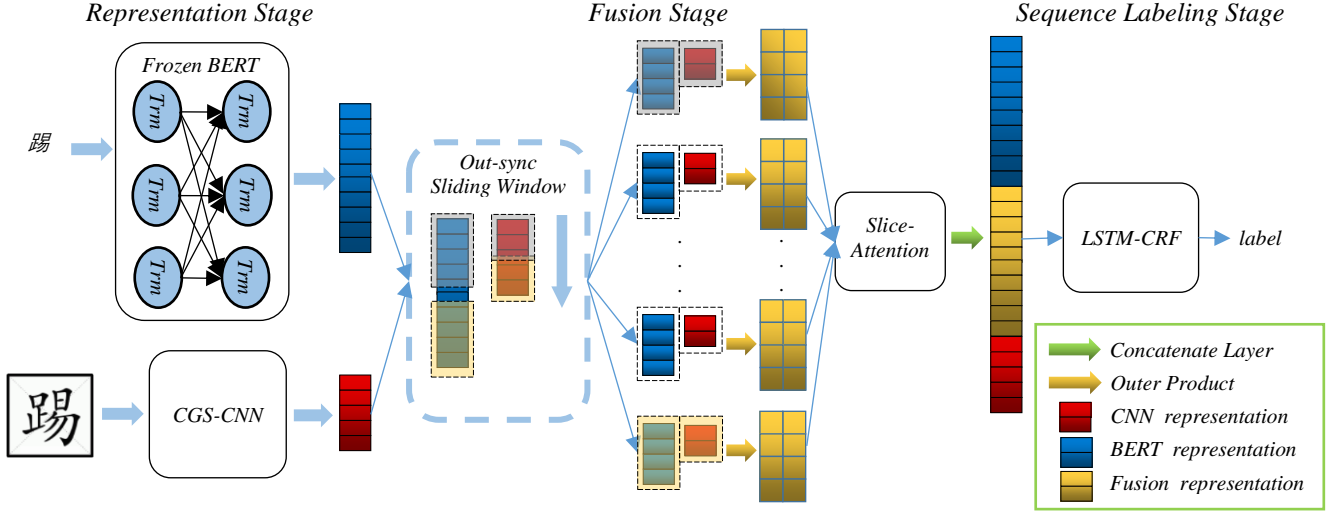 Representation Stage
Fusion Stage
Sequence Labeling Stage
Frozen BERT
Trm
Trm
Trm
Trm
Trm
Trm
踢
Out-sync
Sliding Window
Slice-
Attention
LSTM-CRF
label
踢
CGS-CNN
Concatenate Layer
Outer Product
CNN representation
BERT representation
Fusion representation